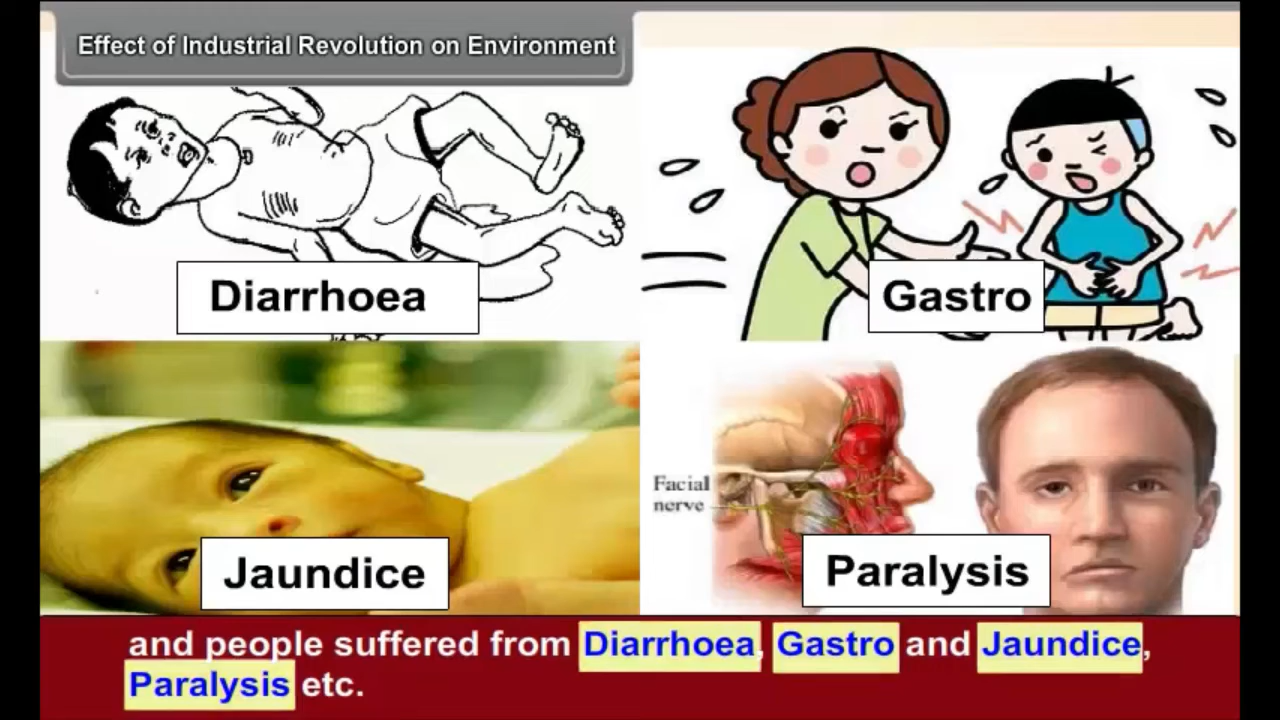 Effect of Industrial Revolution on Environment
Diarrhoea
Gastro
Jaundice
Facial
nerve
Paralysis
and people suffered from Diarrhoea, Gastro and Jaundice,
Paralysis etc.